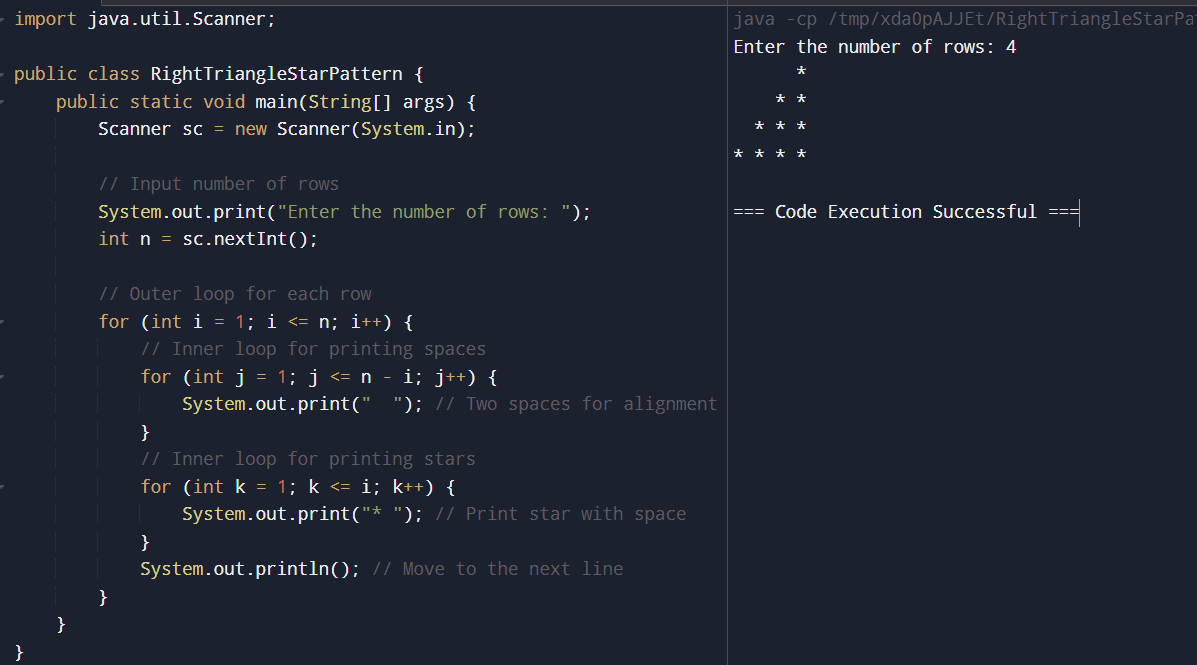 import java.util.Scanner;

public class RightTriangleStarPattern {
    public static void main(String[] args) {
        Scanner sc = new Scanner(System.in);

        // Input number of rows
        System.out.print("Enter the number of rows: ");
        int n = sc.nextInt();

        // Outer loop for each row
        for (int i = 1; i <= n; i++) {
            // Inner loop for printing spaces
            for (int j = 1; j <= n - i; j++) {
                System.out.print("  "); // Two spaces for alignment
            }
            // Inner loop for printing stars
            for (int k = 1; k <= i; k++) {
                System.out.print("* "); // Print star with space
            }
            System.out.println(); // Move to the next line
        }
    }
}
java -cp /tmp/xda0pAJJEt/RightTriangleStarPa
Enter the number of rows: 4
      *
    * *
  * * *
* * * *

=== Code Execution Successful ===